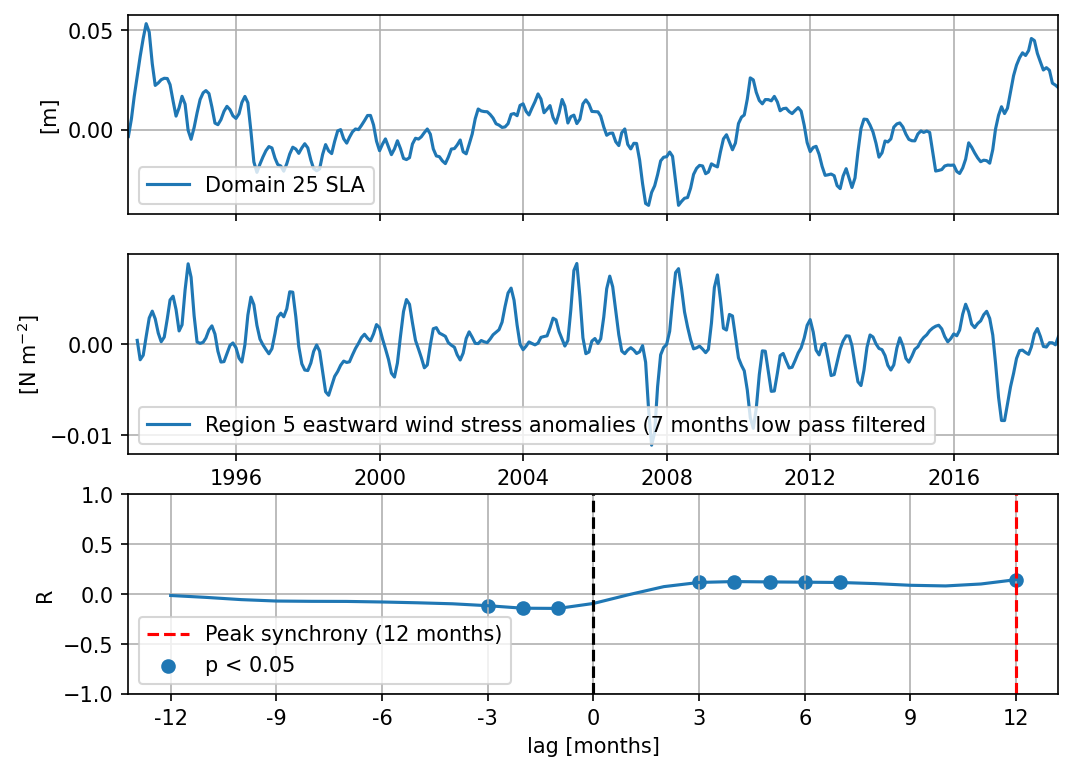 0.05
0.00
[m]
Domain 25 SLA
0.00
−0.01
[N m⁻²]
Region 5 eastward wind stress anomalies (7 months low pass filtered
1996 2000 2004 2008 2012 2016
1.0
0.5
0.0
−0.5
−1.0
R
Peak synchrony (12 months)
p < 0.05
-12 -9 -6 -3 0 3 6 9 12
lag [months]